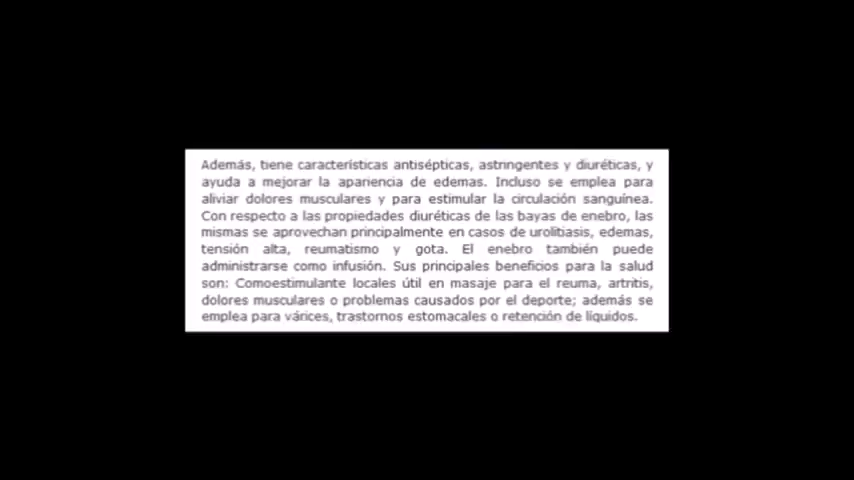 Además, tiene características antisépticas, astringentes y diuréticas, y
ayuda a mejorar la apariencia de edemas. Incluso se emplea para
aliviar dolores musculares y para estimular la circulación sanguínea.
Con respecto a las propiedades diuréticas de las bayas de enebro, las
mismas se aprovechan principalmente en casos de urolitiasis, edemas,
tensión alta, reumatismo y gota. El enebro también puede
administrarse como infusión. Sus principales beneficios para la salud
son: Comoestimulante locales útil en masaje para el reuma, artritis,
dolores musculares o problemas causados por el deporte; además se
emplea para várices, trastornos estomacales o retención de líquidos.